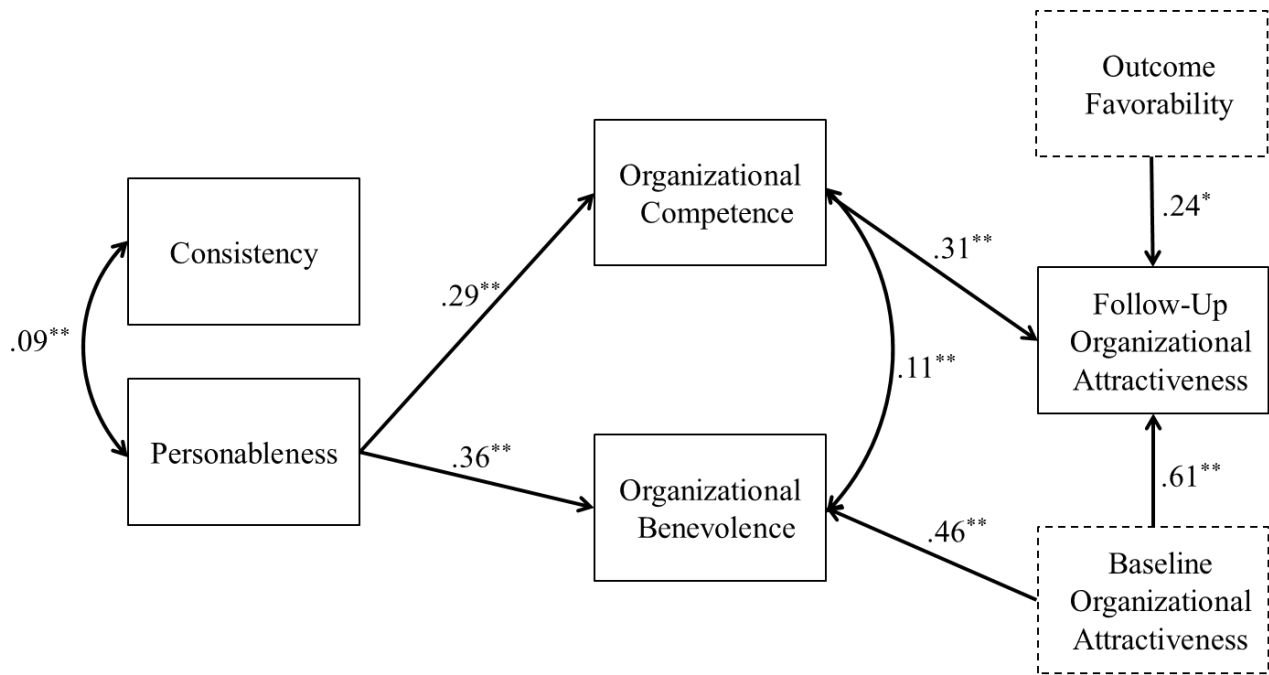 Outcome
Favorability
.24*
Organizational
Competence
.31**
Consistency
.29**
.09**
Follow-Up
Organizational
Attractiveness
.11**
Personableness
.36**
Organizational
Benevolence
.46**
.61**
Baseline
Organizational
Attractiveness